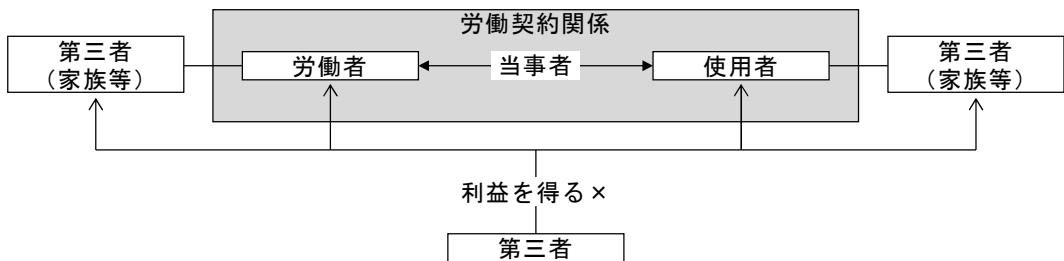 労働契約関係
第三者
(家族等)
労働者
当事者
使用者
第三者
(家族等)
利益を得る×
第三者